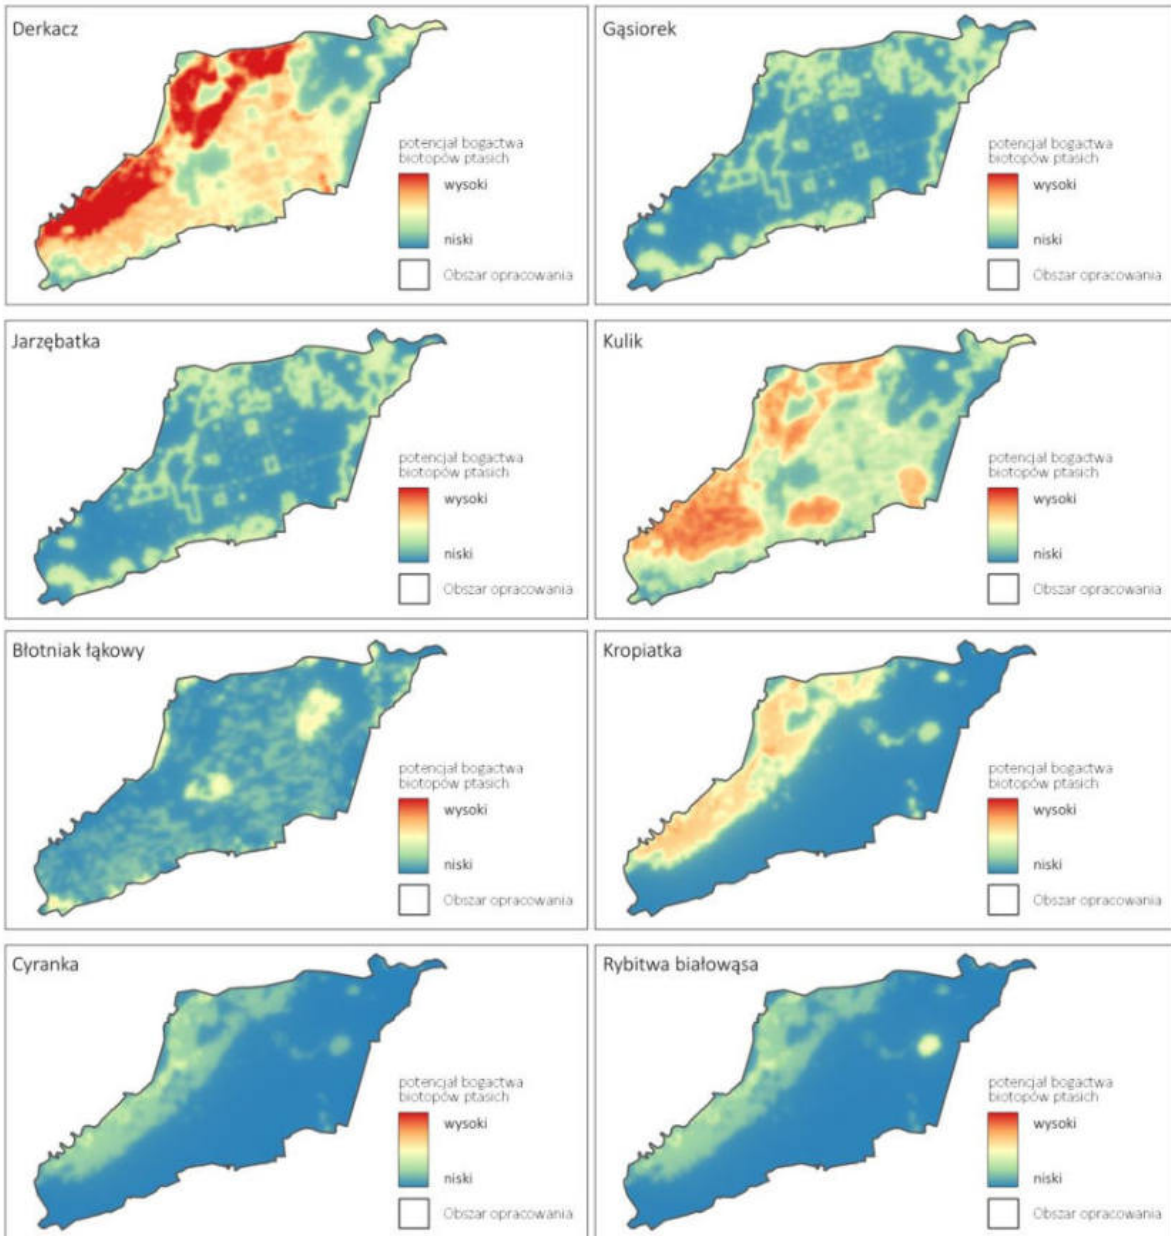 Derkacz
potencjał bogactwa
biotopów ptasich
wysoki
niski
Obszar opracowania
Gąsiorek
potencjał bogactwa
biotopów ptasich
wysoki
niski
Obszar opracowania
Jarzębatka
potencjał bogactwa
biotopów ptasich
wysoki
niski
Obszar opracowania
Kulik
potencjał bogactwa
biotopów ptasich
wysoki
niski
Obszar opracowania
Błotniak łąkowy
potencjał bogactwa
biotopów ptasich
wysoki
niski
Obszar opracowania
Kropiatka
potencjał bogactwa
biotopów ptasich
wysoki
niski
Obszar opracowania
Cyranka
potencjał bogactwa
biotopów ptasich
wysoki
niski
Obszar opracowania
Rybitwa białowąsa
potencjał bogactwa
biotopów ptasich
wysoki
niski
Obszar opracowania